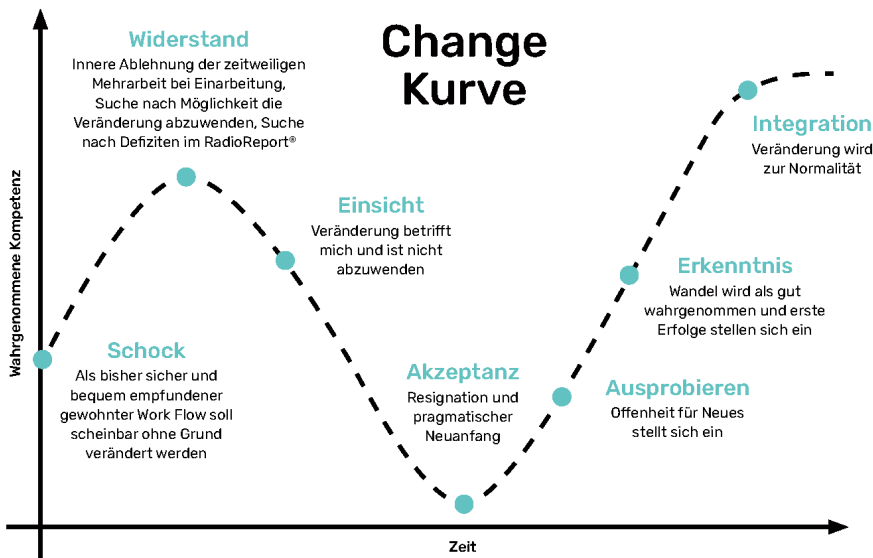 Change
Kurve
Widerstand
Innere Ablehnung der zeitweiligen
Mehrarbeit bei Einarbeitung,
Suche nach Möglichkeit die
Veränderung abzuwenden, Suche
nach Defiziten im RadioReport®
Integration
Veränderung wird
zur Normalität
Einsicht
Veränderung betrifft
mich und ist nicht
abzuwenden
Erkenntnis
Wandel wird als gut
wahrgenommen und erste
Erfolge stellen sich ein
Schock
Als bisher sicher und
bequem empfundener
gewohnter Work Flow soll
scheinbar ohne Grund
verändert werden
Akzeptanz
Resignation und
pragmatischer
Neuanfang
Ausprobieren
Offenheit für Neues
stellt sich ein
Wahrgenommene Kompetenz
Zeit